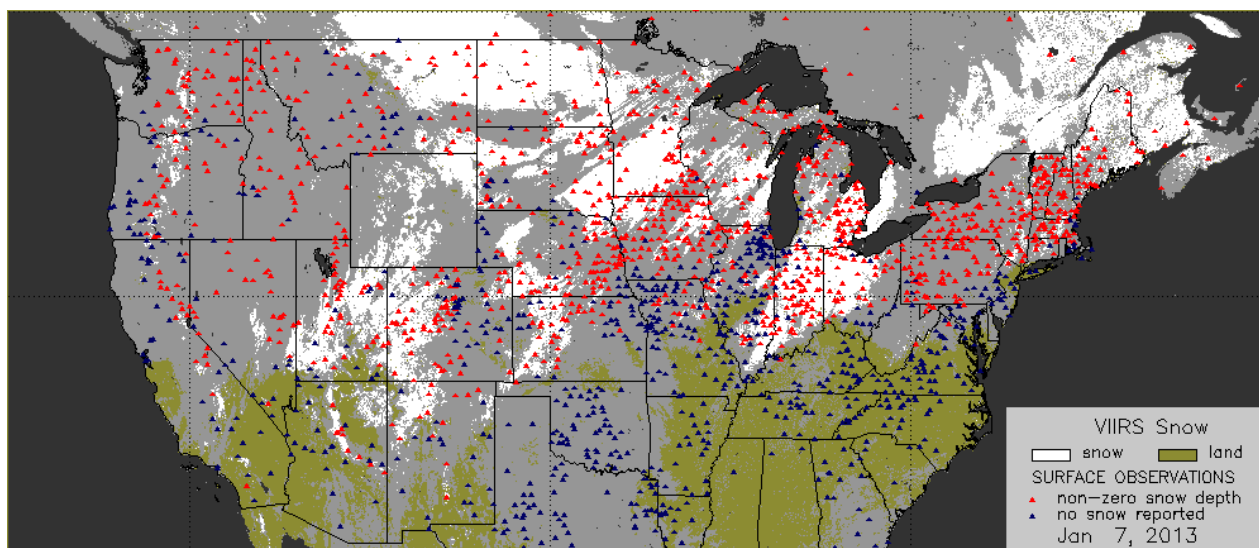 VIIRS Snow
snow land
SURFACE OBSERVATIONS
non-zero snow depth
no snow reported
Jan 7, 2013